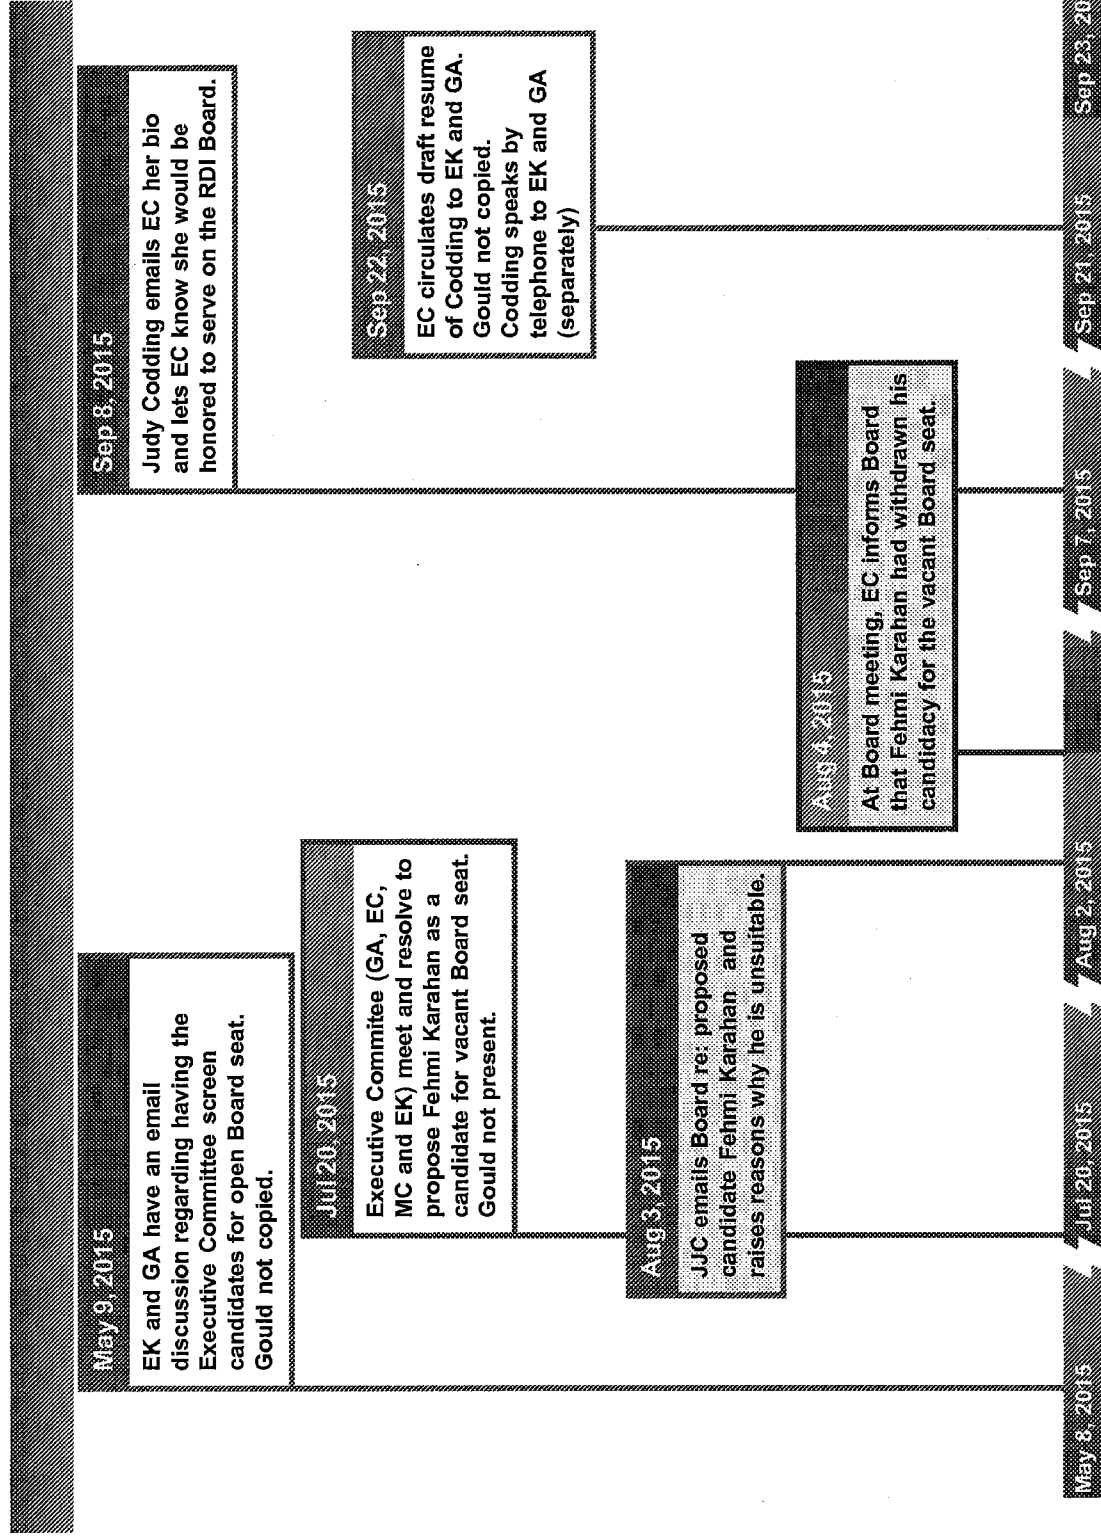 May 9, 2015
EK and GA have an email
discussion regarding having the
Executive Committee screen
candidates for open Board seat.
Gould not copied.
Jul 20, 2015
Executive Commitee (GA, EC,
MC and EK) meet and resolve to
propose Fehmi Karahan as a
candidate for vacant Board seat.
Gould not present.
Aug 3, 2015
JJC emails Board re: proposed
candidate Fehmi Karahan and
raises reasons why he is unsuitable.
Aug 4, 2015
At Board meeting, EC informs Board
that Fehmi Karahan had withdrawn his
candidacy for the vacant Board seat.
Sep 8, 2015
Judy Codding emails EC her bio
and lets EC know she would be
honored to serve on the RDI Board.
Sep 22, 2015
EC circulates draft resume
of Codding to EK and GA.
Gould not copied.
Codding speaks by
telephone to EK and GA
(separately)
May 8, 2015
Jul 20, 2015
Aug 2, 2015
Sep 7, 2015
Sep 21, 2015
Sep 23, 20